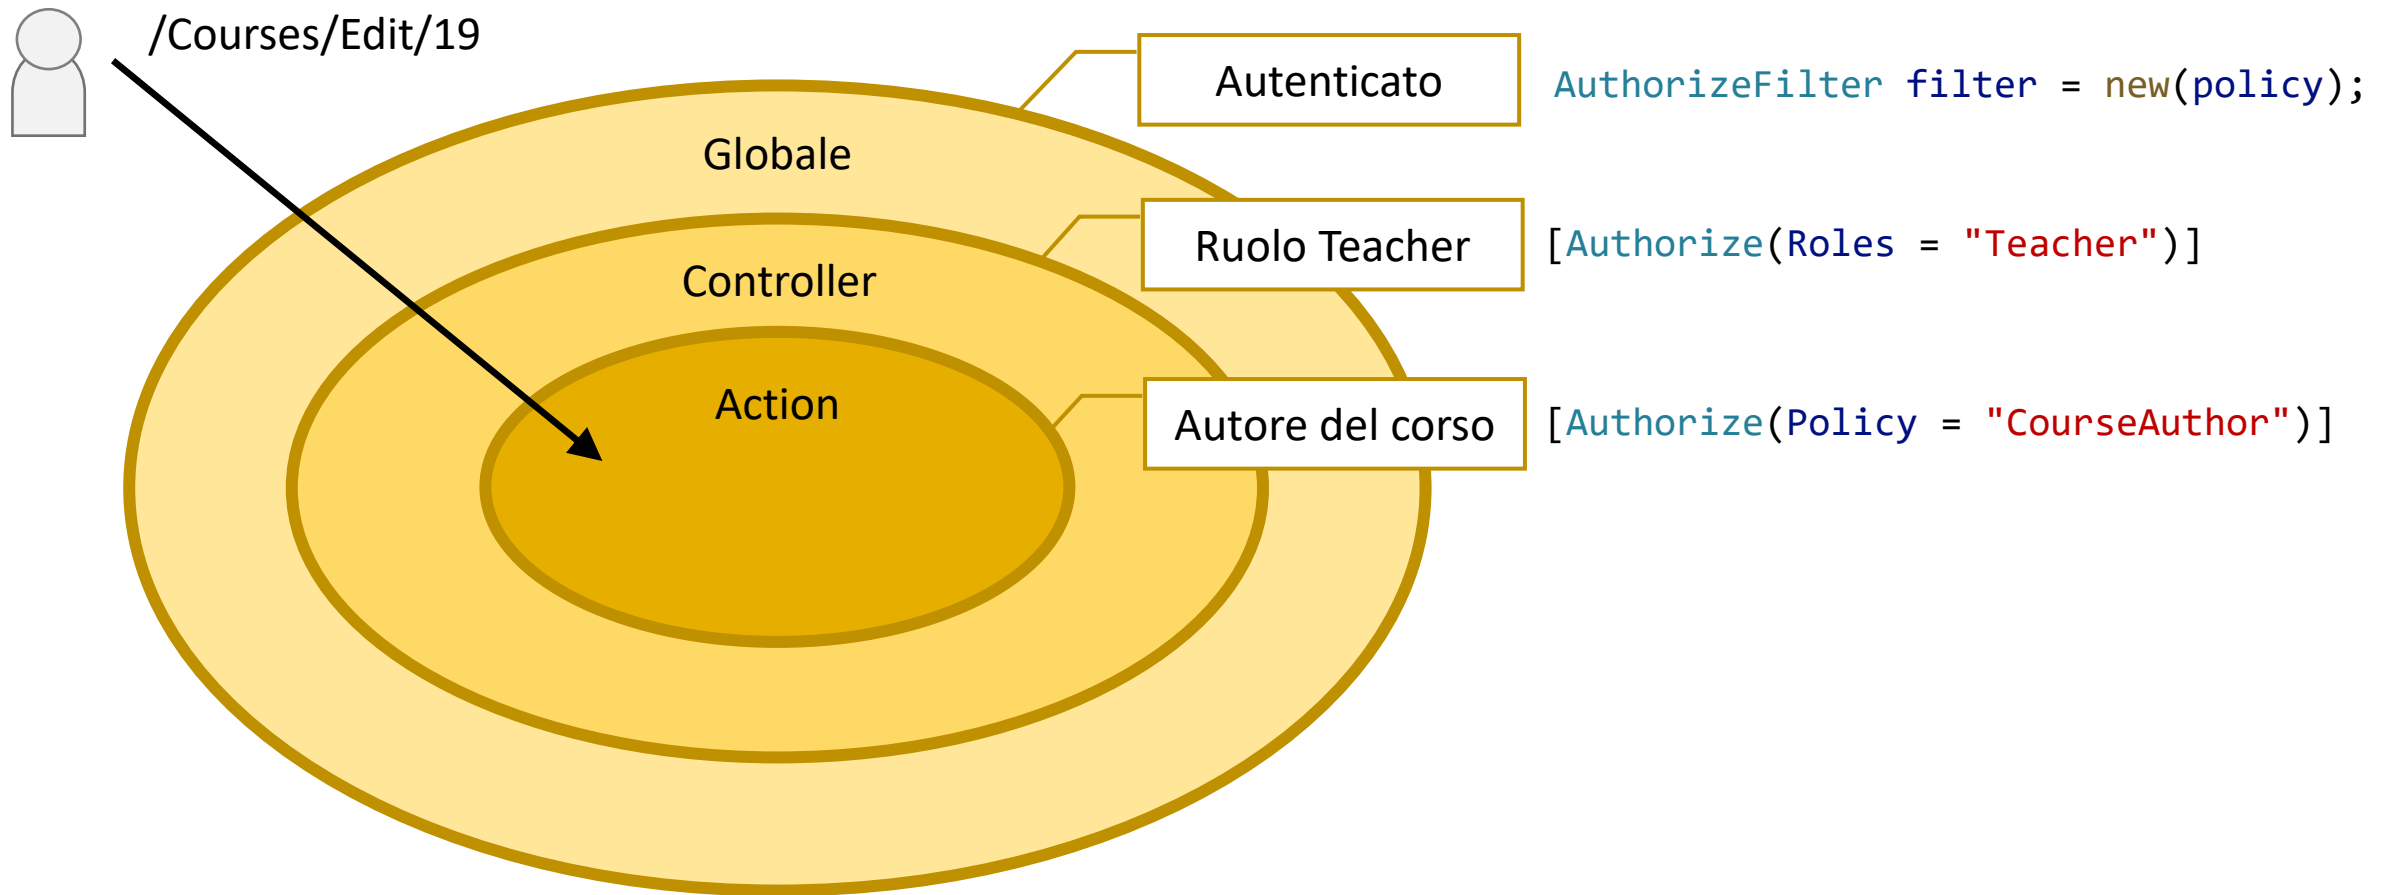 /Courses/Edit/19
Autenticato
AuthorizeFilter filter = new(policy);
Globale
Ruolo Teacher
[Authorize(Roles = "Teacher")]
Controller
Action
Autore del corso
[Authorize(Policy = "CourseAuthor")]